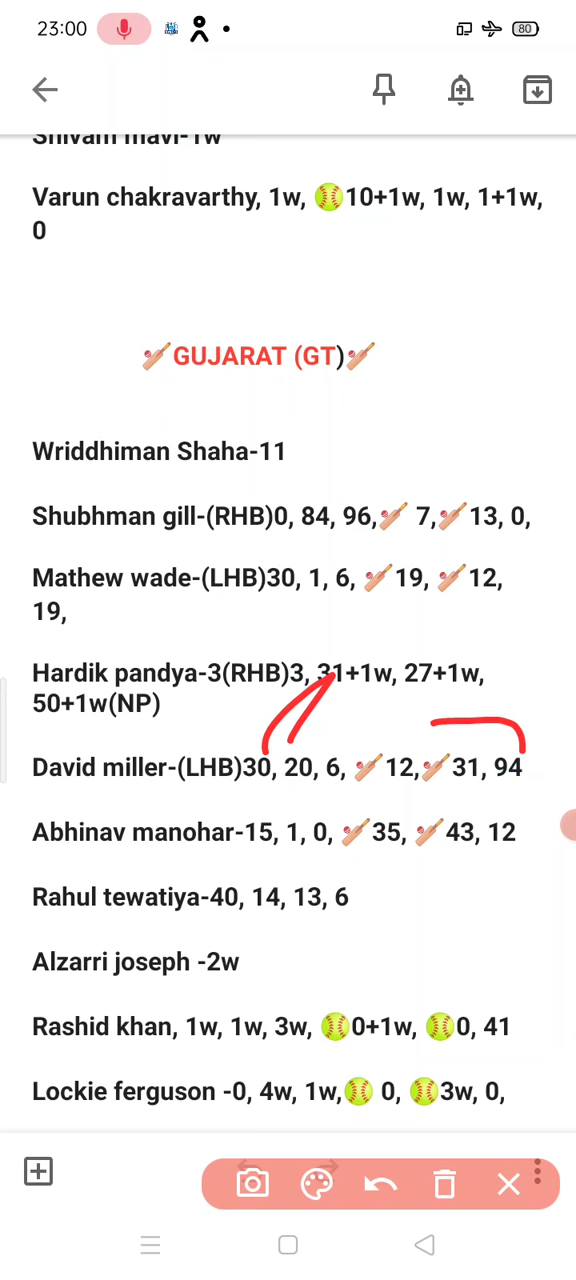 23:00
80
Shivam mavi-1w
Varun chakravarthy, 1w, 🥎10+1w, 1w, 1+1w,
0
🏏GUJARAT (GT)🏏
Wriddhiman Shaha-11
Shubhman gill-(RHB)0, 84, 96,🏏 7,🏏13, 0,
Mathew wade-(LHB)30, 1, 6, 🏏19, 🏏12,
19,
Hardik pandya-3(RHB)3, 31+1w, 27+1w,
50+1w(NP)
David miller-(LHB)30, 20, 6, 🏏12,🏏31, 94
Abhinav manohar-15, 1, 0, 🏏35, 🏏43, 12
Rahul tewatiya-40, 14, 13, 6
Alzarri joseph -2w
Rashid khan, 1w, 1w, 3w, 🥎0+1w, 🥎0, 41
Lockie ferguson -0, 4w, 1w,🥎 0, 🥎3w, 0,